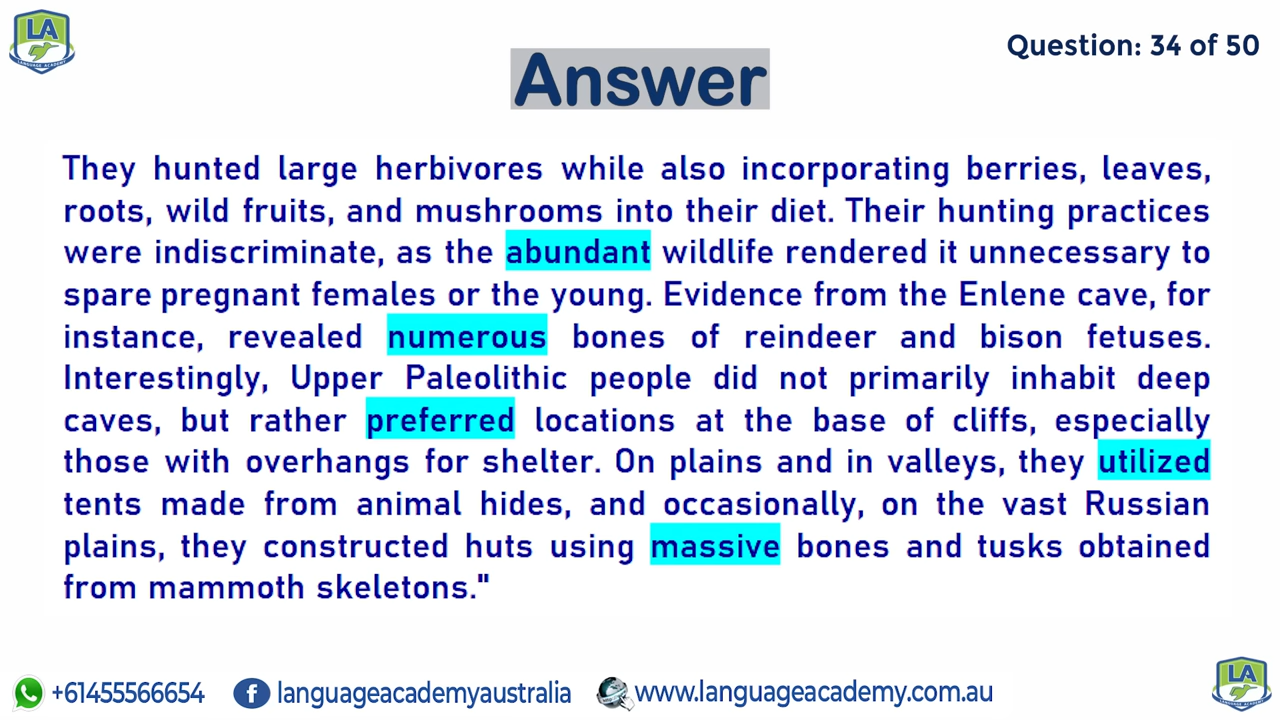 LA
LANGUAGE ACADEMY
Question: 34 of 50
Answer
They hunted large herbivores while also incorporating berries, leaves,
roots, wild fruits, and mushrooms into their diet. Their hunting practices
were indiscriminate, as the abundant wildlife rendered it unnecessary to
spare pregnant females or the young. Evidence from the Enlene cave, for
instance, revealed numerous bones of reindeer and bison fetuses.
Interestingly, Upper Paleolithic people did not primarily inhabit deep
caves, but rather preferred locations at the base of cliffs, especially
those with overhangs for shelter. On plains and in valleys, they utilized
tents made from animal hides, and occasionally, on the vast Russian
plains, they constructed huts using massive bones and tusks obtained
from mammoth skeletons."
+61455566654
languageacademyaustralia
www.languageacademy.com.au
LA
LANGUAGE ACADEMY